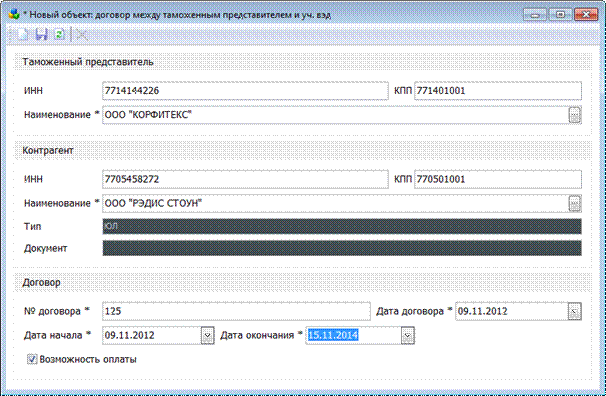 * Новый объект: договор между таможенным представителем и уч. вэд
Таможенный представитель
ИНН 7714144226 КПП 771401001
Наименование * ООО "КОРФИТЕКС"
Контрагент
ИНН 7705458272 КПП 770501001
Наименование * ООО "РЭДИС СТОУН"
Тип ЮЛ
Документ
Договор
№ договора * 125 Дата договора * 09.11.2012
Дата начала * 09.11.2012 Дата окончания * 15.11.2014
Возможность оплаты